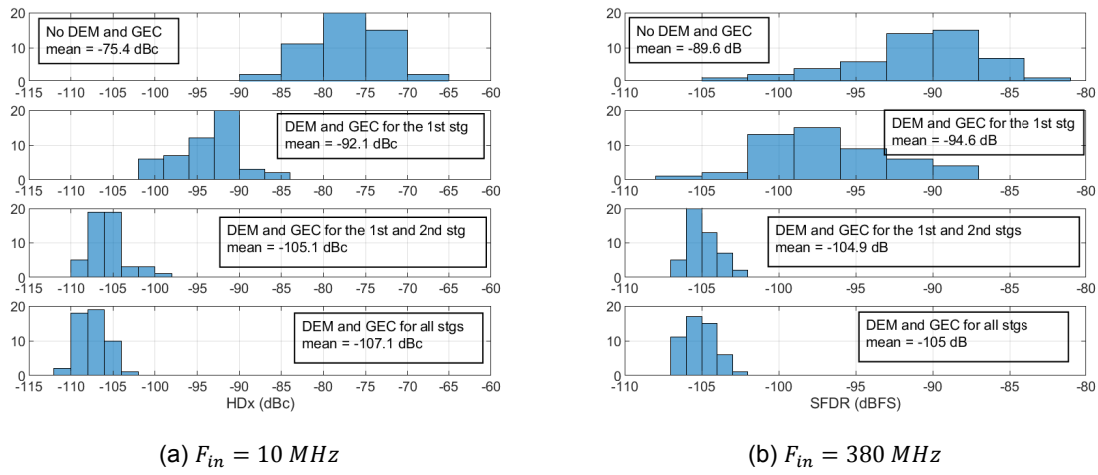 20
10
0
No DEM and GEC
mean = -75.4 dBc
-115 -110 -105 -100 -95 -90 -85 -80 -75 -70 -65 -60
20
10
0
DEM and GEC for the 1st stg
mean = -92.1 dBc
-115 -110 -105 -100 -95 -90 -85 -80 -75 -70 -65 -60
20
10
0
DEM and GEC for the 1st and 2nd stg
mean = -105.1 dBc
-115 -110 -105 -100 -95 -90 -85 -80 -75 -70 -65 -60
20
10
0
DEM and GEC for all stgs
mean = -107.1 dBc
-115 -110 -105 -100 -95 -90 -85 -80 -75 -70 -65 -60
HDx (dBc)
(a) F_in = 10 MHz
20
10
0
No DEM and GEC
mean = -89.6 dB
-110 -105 -100 -95 -90 -85 -80
20
10
0
DEM and GEC for the 1st stg
mean = -94.6 dB
-110 -105 -100 -95 -90 -85 -80
20
10
0
DEM and GEC for the 1st and 2nd stgs
mean = -104.9 dB
-110 -105 -100 -95 -90 -85 -80
20
10
0
DEM and GEC for all stgs
mean = -105 dB
-110 -105 -100 -95 -90 -85 -80
SFDR (dBFS)
(b) F_in = 380 MHz